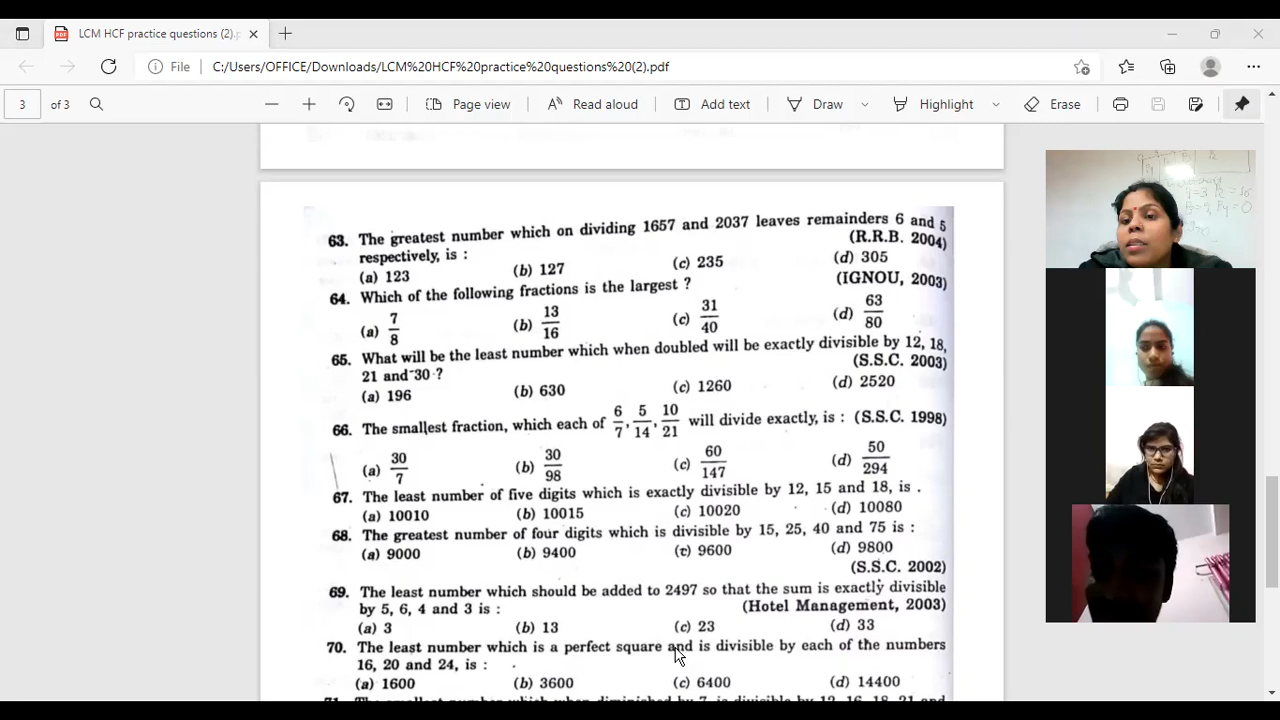 LCM HCF practice questions (2).p
File C:/Users/OFFICE/Downloads/LCM%20HCF%20practice%20questions%20(2).pdf
3 of 3 Page view Read aloud Add text Draw Highlight Erase
63. The greatest number which on dividing 1657 and 2037 leaves remainders 6 and 5
respectively, is : (R.R.B. 2004)
(a) 123 (b) 127 (c) 235 (d) 305
64. Which of the following fractions is the largest ? (IGNOU, 2003)
(a) 7/8 (b) 13/16 (c) 31/40 (d) 63/80
65. What will be the least number which when doubled will be exactly divisible by 12, 18,
21 and 30 ? (S.S.C. 2003)
(a) 196 (b) 630 (c) 1260 (d) 2520
66. The smallest fraction, which each of 6/7, 5/14, 10/21 will divide exactly, is : (S.S.C. 1998)
(a) 30/7 (b) 30/98 (c) 60/147 (d) 50/294
67. The least number of five digits which is exactly divisible by 12, 15 and 18, is .
(a) 10010 (b) 10015 (c) 10020 (d) 10080
68. The greatest number of four digits which is divisible by 15, 25, 40 and 75 is :
(a) 9000 (b) 9400 (c) 9600 (d) 9800
(S.S.C. 2002)
69. The least number which should be added to 2497 so that the sum is exactly divisible
by 5, 6, 4 and 3 is : (Hotel Management, 2003)
(a) 3 (b) 13 (c) 23 (d) 33
70. The least number which is a perfect square and is divisible by each of the numbers
16, 20 and 24, is :
(a) 1600 (b) 3600 (c) 6400 (d) 14400